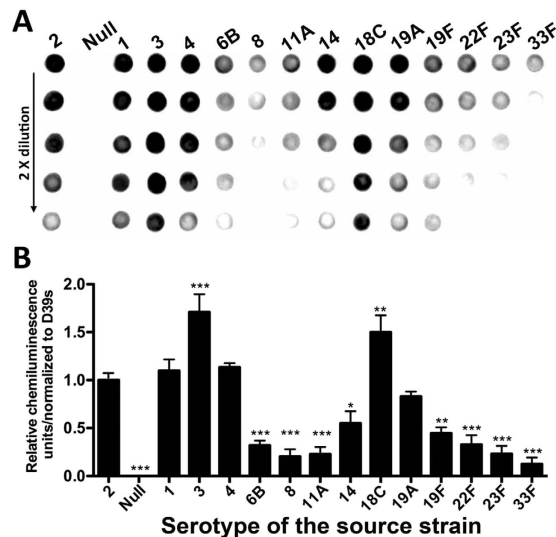 A
2 Null 1 3 4 6B 8 11A 14 18C 19A 19F 22F 23F 33F
2 X dilution
B
Relative chemiluminescence
units/normalized to D39s
2.0
1.5
1.0
0.5
0.0
*** *** *** *** *** * ** ** *** *** ***
2 Null 1 3 4 6B 8 11A 14 18C 19A 19F 22F 23F 33F
Serotype of the source strain